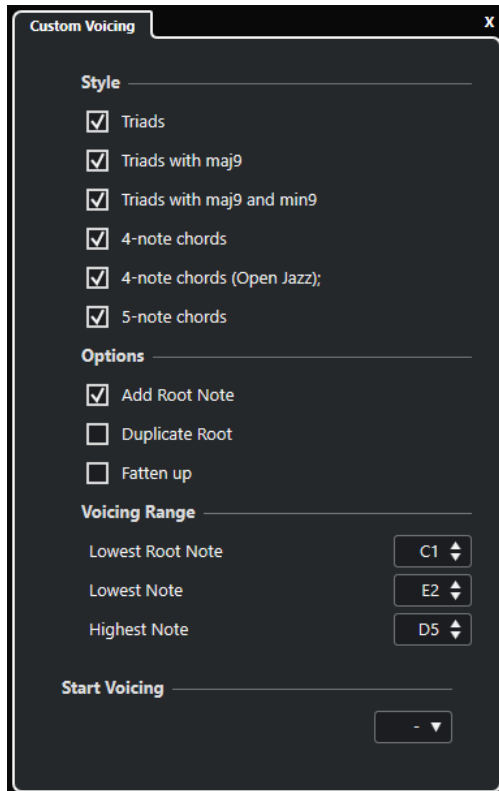 Custom Voicing
X
Style
Triads
Triads with maj9
Triads with maj9 and min9
4-note chords
4-note chords (Open Jazz);
5-note chords
Options
Add Root Note
Duplicate Root
Fatten up
Voicing Range
Lowest Root Note C1
Lowest Note E2
Highest Note D5
Start Voicing
-